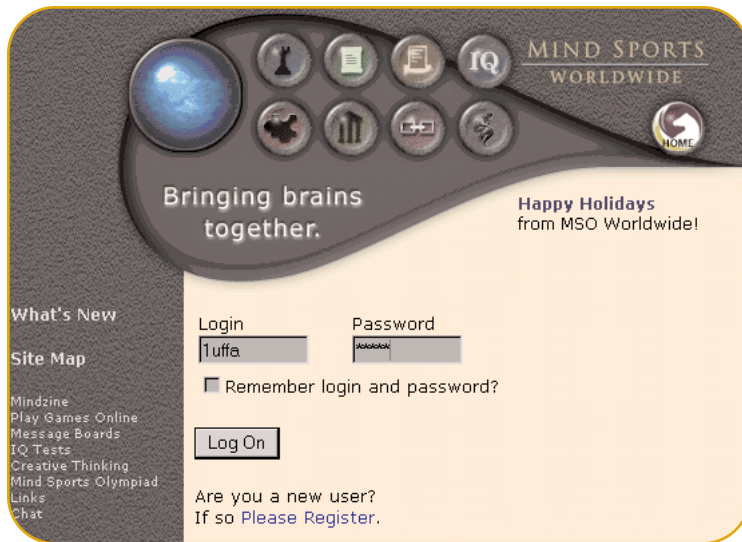 IQ
MIND SPORTS
WORLDWIDE
HOME
Bringing brains
together.
Happy Holidays
from MSO Worldwide!
What's New
Site Map
Mindzine
Play Games Online
Message Boards
IQ Tests
Creative Thinking
Mind Sports Olympiad
Links
Chat
Login Password
1uffa *****
Remember login and password?
Log On
Are you a new user?
If so Please Register.